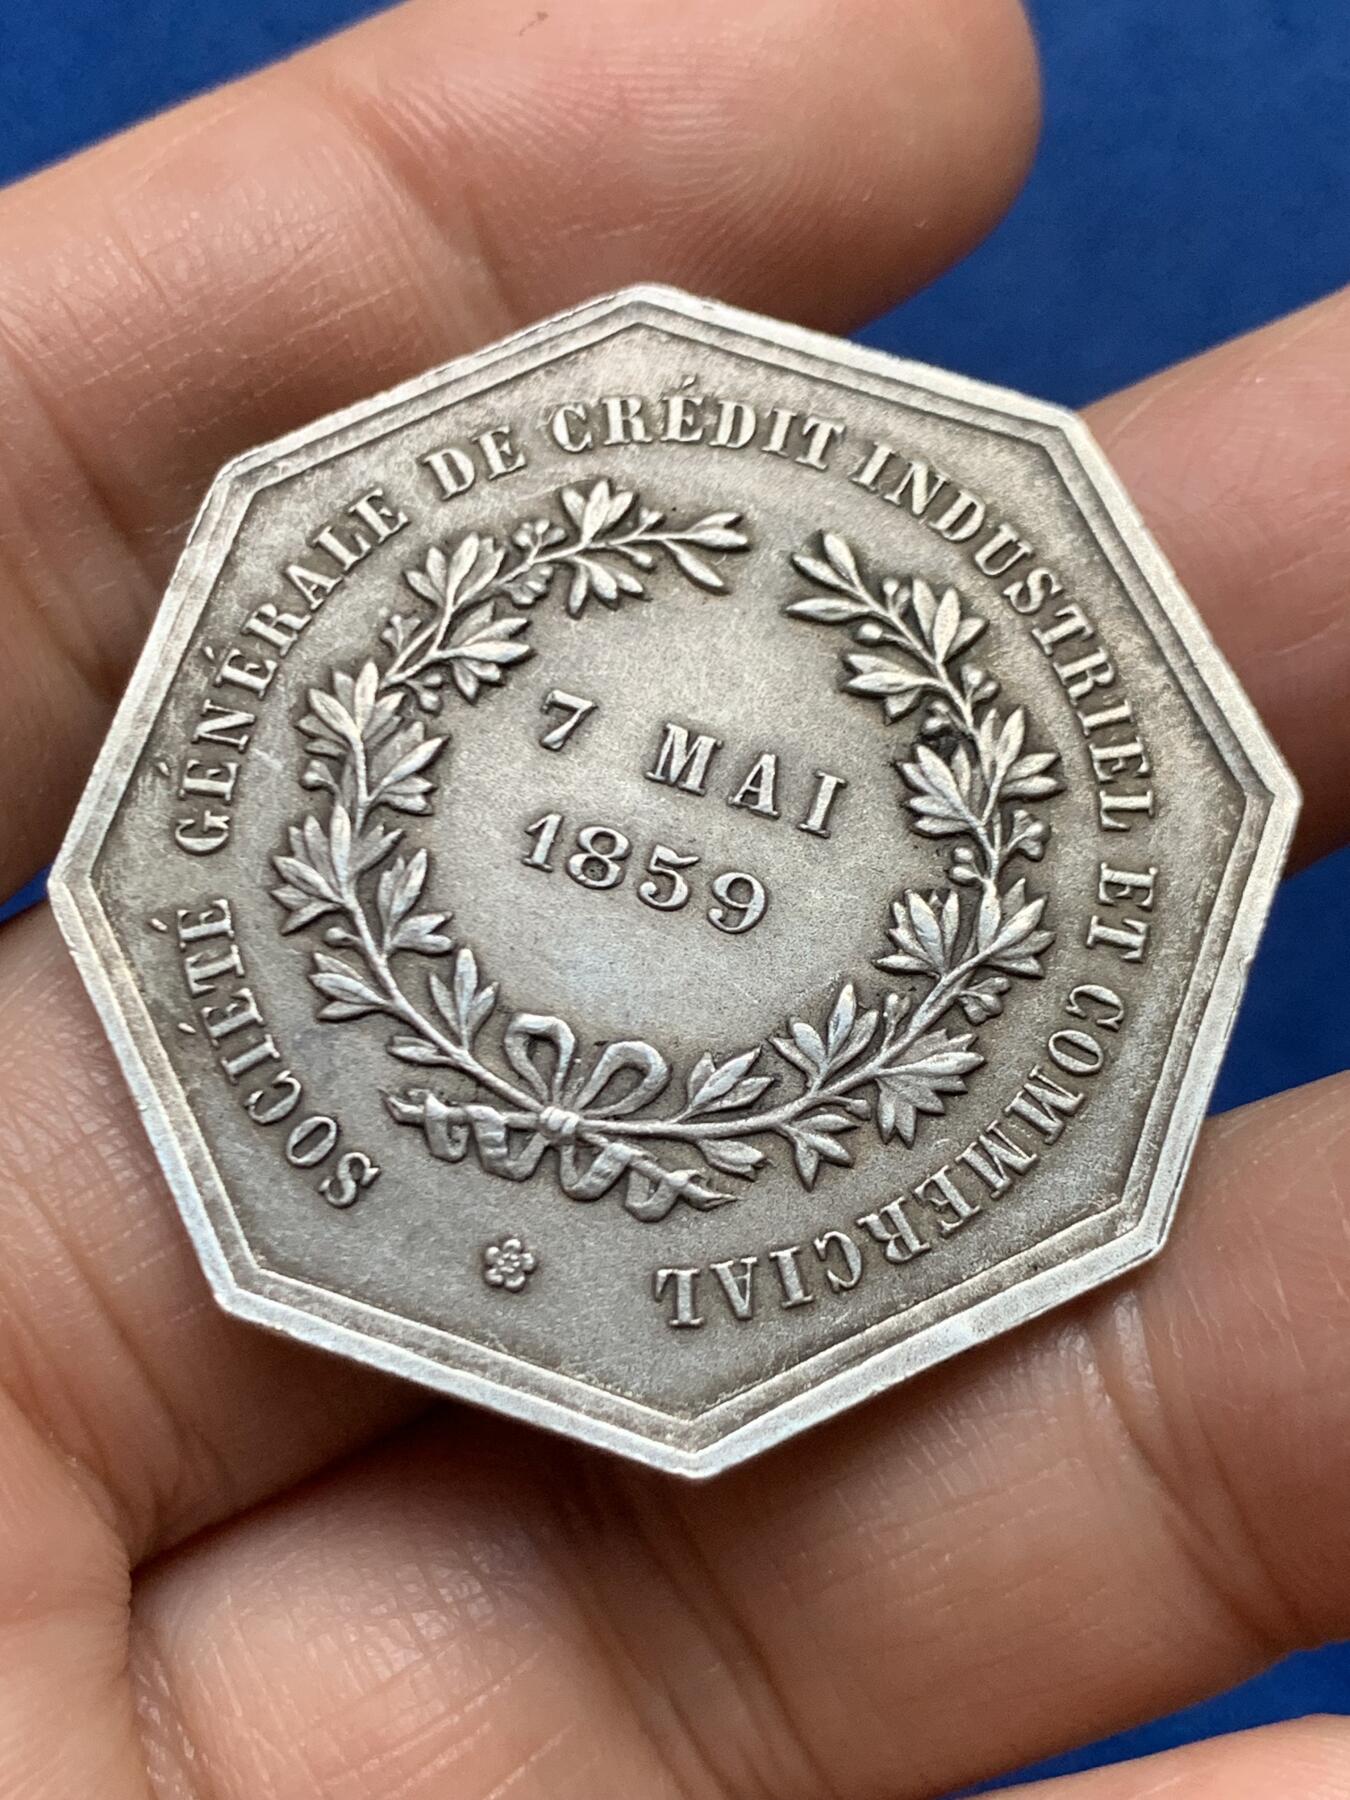 SOCIÉTÉ GÉNÉRALE DE CRÉDIT INDUSTRIEL ET COMMERCIAL
7 MAI
1859